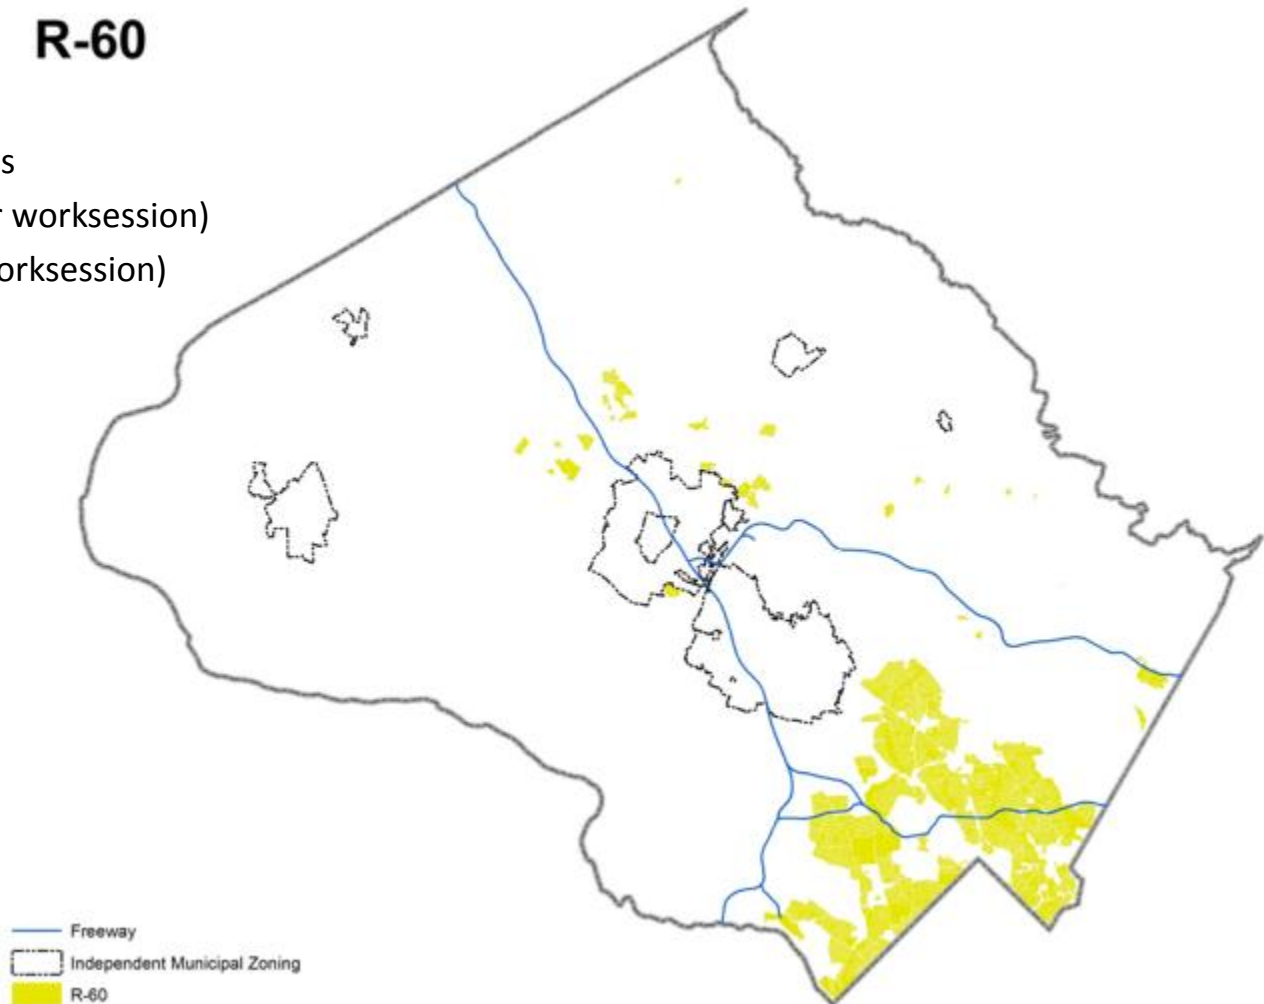 R-60
s
r worksession)
orksession)
Freeway
Independent Municipal Zoning
R-60